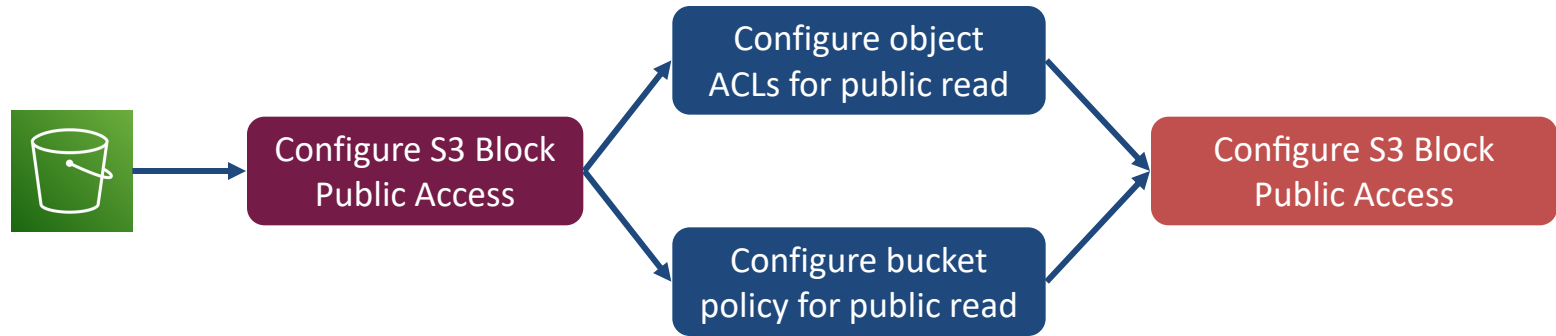 Configure S3 Block
Public Access
Configure object
ACLs for public read
Configure bucket
policy for public read
Configure S3 Block
Public Access